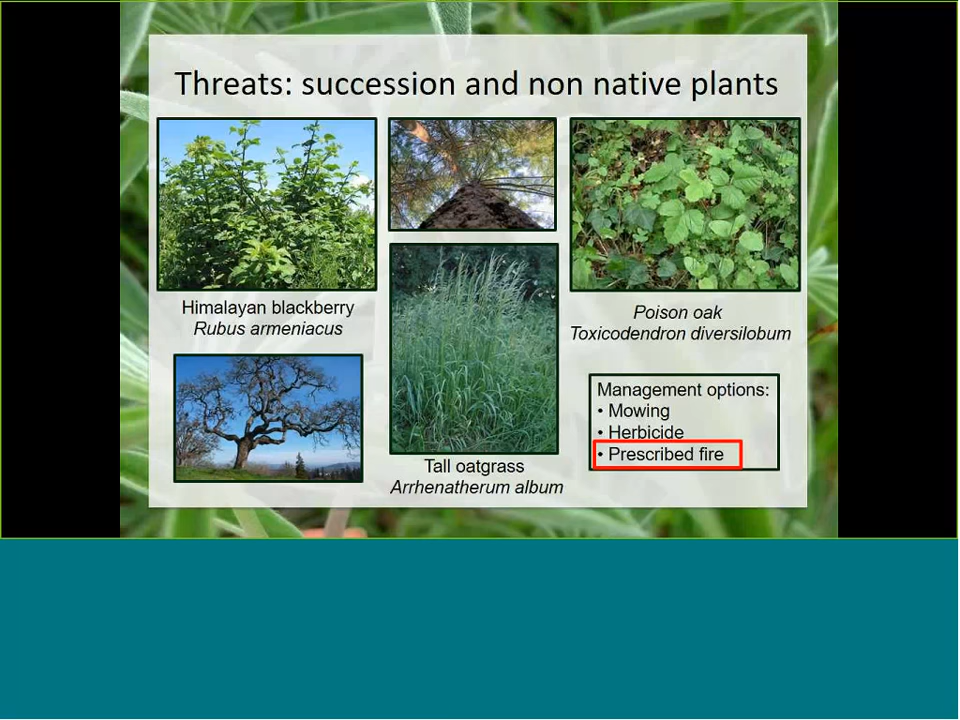 Threats: succession and non native plants
Himalayan blackberry
Rubus armeniacus
Poison oak
Toxicodendron diversilobum
Tall oatgrass
Arrhenatherum album
Management options:
• Mowing
• Herbicide
• Prescribed fire